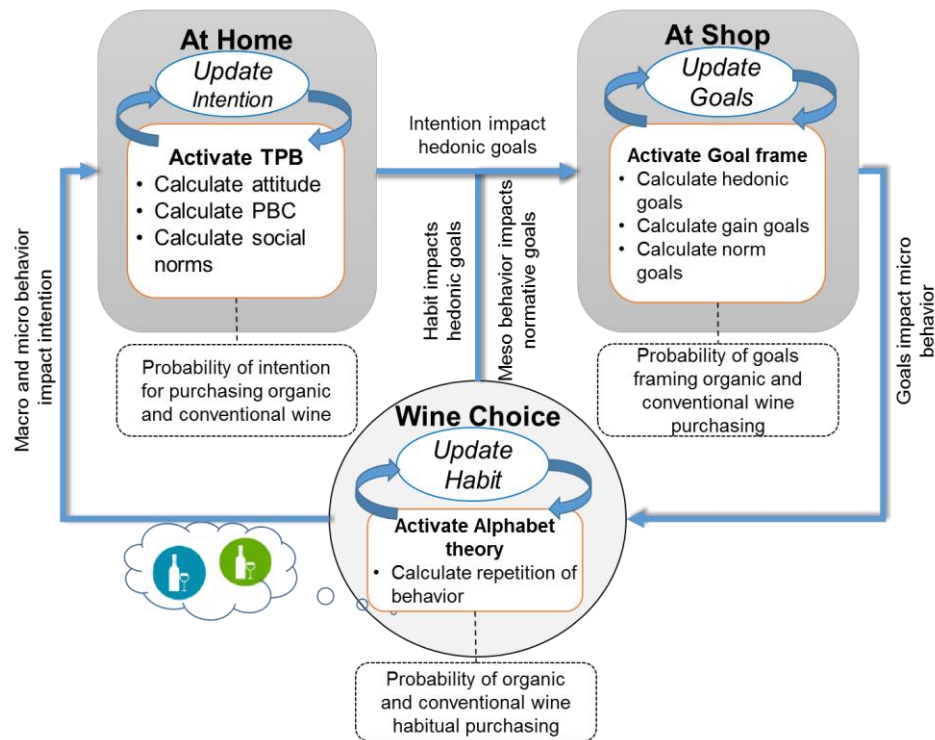 At Home
Update
Intention
Activate TPB
• Calculate attitude
• Calculate PBC
• Calculate social
norms
Probability of intention
for purchasing organic
and conventional wine
Intention impact
hedonic goals
At Shop
Update
Goals
Activate Goal frame
• Calculate hedonic
goals
• Calculate gain goals
• Calculate norm
goals
Probability of goals
framing organic and
conventional wine
purchasing
Macro and micro behavior
impact intention
Habit impacts
hedonic goals
Meso behavior impacts
normative goals
Goals impact micro
behavior
Wine Choice
Update
Habit
Activate Alphabet
theory
• Calculate repetition of
behavior
Probability of organic
and conventional wine
habitual purchasing